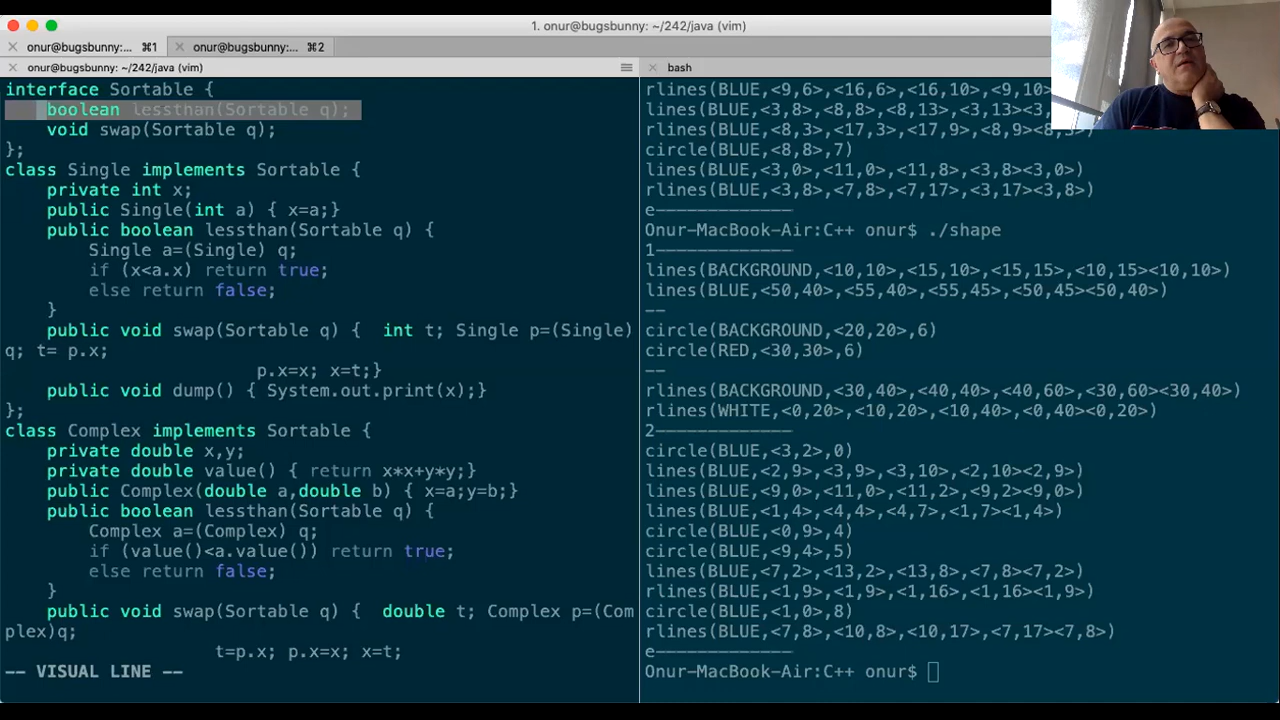 1. onur@bugsbunny: ~/242/java (vim)
onur@bugsbunny:... ⌘1 onur@bugsbunny:... ⌘2
onur@bugsbunny: ~/242/java (vim)
interface Sortable {
    boolean lessthan(Sortable q);
    void swap(Sortable q);
};
class Single implements Sortable {
    private int x;
    public Single(int a) { x=a;}
    public boolean lessthan(Sortable q) {
        Single a=(Single) q;
        if (x<a.x) return true;
        else return false;
    }
    public void swap(Sortable q) {  int t; Single p=(Single)
q; t= p.x;
                        p.x=x; x=t;}
    public void dump() { System.out.print(x);}
};
class Complex implements Sortable {
    private double x,y;
    private double value() { return x*x+y*y;}
    public Complex(double a,double b) { x=a;y=b;}
    public boolean lessthan(Sortable q) {
        Complex a=(Complex) q;
        if (value()<a.value()) return true;
        else return false;
    }
    public void swap(Sortable q) {  double t; Complex p=(Com
plex)q;
                    t=p.x; p.x=x; x=t;
-- VISUAL LINE --
bash
rlines(BLUE,<9,6>,<16,6>,<16,10>,<9,10>
lines(BLUE,<3,8>,<8,8>,<8,13>,<3,13><3
rlines(BLUE,<8,3>,<17,3>,<17,9>,<8,9><8,3>
circle(BLUE,<8,8>,7)
lines(BLUE,<3,0>,<11,0>,<11,8>,<3,8><3,0>)
rlines(BLUE,<3,8>,<7,8>,<7,17>,<3,17><3,8>)
e--------------
Onur-MacBook-Air:C++ onur$ ./shape
1--------------
lines(BACKGROUND,<10,10>,<15,10>,<15,15>,<10,15><10,10>)
lines(BLUE,<50,40>,<55,40>,<55,45>,<50,45><50,40>)
--
circle(BACKGROUND,<20,20>,6)
circle(RED,<30,30>,6)
--
rlines(BACKGROUND,<30,40>,<40,40>,<40,60>,<30,60><30,40>)
rlines(WHITE,<0,20>,<10,20>,<10,40>,<0,40><0,20>)
2--------------
circle(BLUE,<3,2>,0)
lines(BLUE,<2,9>,<3,9>,<3,10>,<2,10><2,9>)
lines(BLUE,<9,0>,<11,0>,<11,2>,<9,2><9,0>)
lines(BLUE,<1,4>,<4,4>,<4,7>,<1,7><1,4>)
circle(BLUE,<0,9>,4)
circle(BLUE,<9,4>,5)
lines(BLUE,<7,2>,<13,2>,<13,8>,<7,8><7,2>)
rlines(BLUE,<1,9>,<1,9>,<1,16>,<1,16><1,9>)
circle(BLUE,<1,0>,8)
rlines(BLUE,<7,8>,<10,8>,<10,17>,<7,17><7,8>)
e--------------
Onur-MacBook-Air:C++ onur$